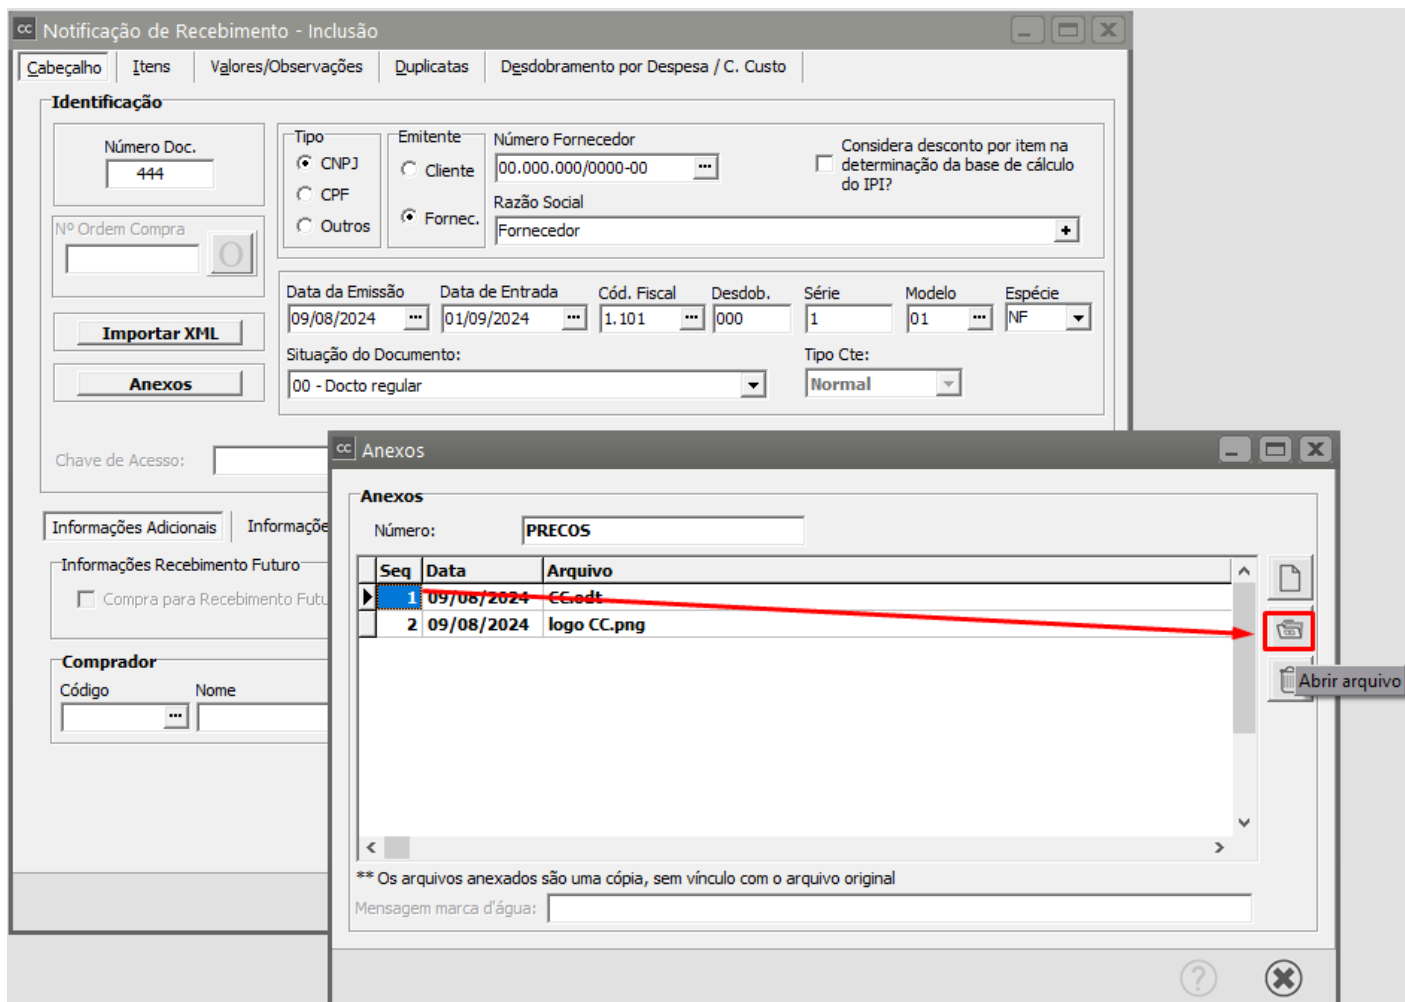 cc Notificação de Recebimento - Inclusão
Cabeçalho Itens Valores/Observações Duplicatas Desdobramento por Despesa / C. Custo
Identificação
Número Doc.
444
Nº Ordem Compra
O
Importar XML
Anexos
Tipo
CNPJ
CPF
Outros
Emitente
Cliente
Fornec.
Número Fornecedor
00.000.000/0000-00 ...
Razão Social
Fornecedor +
Considera desconto por item na
determinação da base de cálculo
do IPI?
Data da Emissão Data de Entrada Cód. Fiscal Desdob. Série Modelo Espécie
09/08/2024 ... 01/09/2024 ... 1.101 ... 000 1 01 ... NF
Situação do Documento: Tipo Cte:
00 - Docto regular Normal
Chave de Acesso:
Informações Adicionais Informaçõe
Informações Recebimento Futuro
Compra para Recebimento Futu
Comprador
Código Nome
...
cc Anexos
Anexos
Número: PRECOS
Seq Data Arquivo
1 09/08/2024 CC.odt
2 09/08/2024 logo CC.png
Abrir arquivo
** Os arquivos anexados são uma cópia, sem vínculo com o arquivo original
Mensagem marca d'água:
?